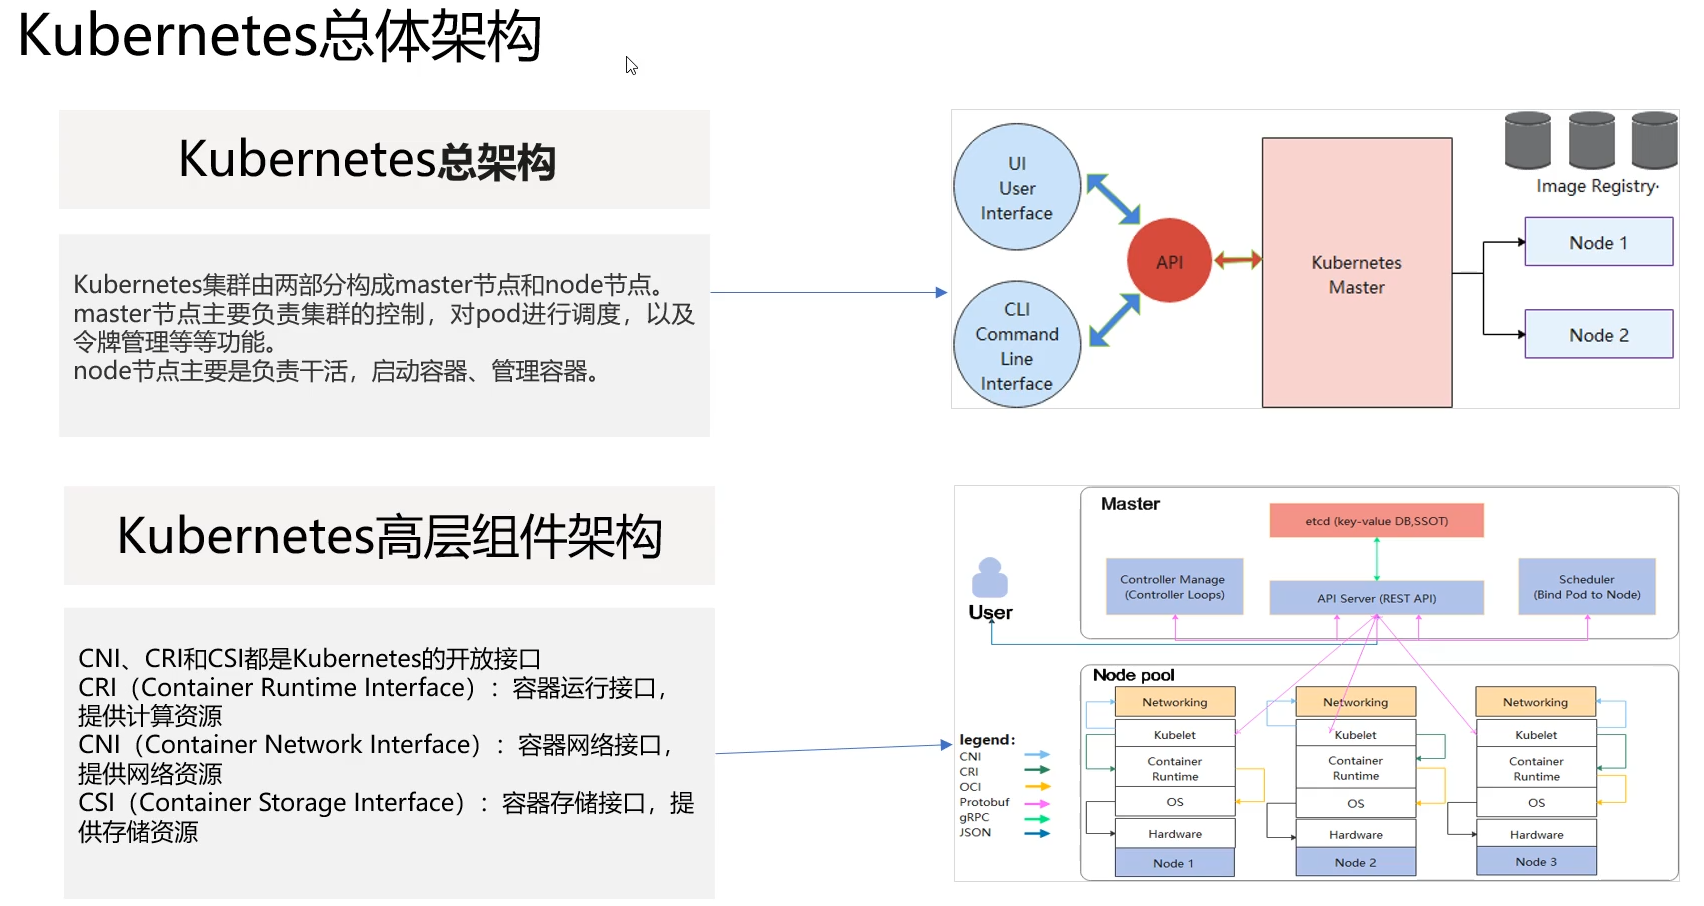 Kubernetes总体架构
Kubernetes总架构
Kubernetes集群由两部分构成master节点和node节点。
master节点主要负责集群的控制，对pod进行调度，以及
令牌管理等等功能。
node节点主要是负责干活，启动容器、管理容器。
UI
User
Interface
CLI
Command
Line
Interface
API
Kubernetes
Master
Image Registry·
Node 1
Node 2
Kubernetes高层组件架构
CNI、CRI和CSI都是Kubernetes的开放接口
CRI（Container Runtime Interface）：容器运行接口，
提供计算资源
CNI（Container Network Interface）：容器网络接口，
提供网络资源
CSI（Container Storage Interface）：容器存储接口，提
供存储资源
Master
etcd (key-value DB,SSOT)
Controller Manage
(Controller Loops)
API Server (REST API)
Scheduler
(Bind Pod to Node)
User
Node pool
Networking
Kubelet
Container
Runtime
OS
Hardware
Node 1
Networking
Kubelet
Container
Runtime
OS
Hardware
Node 2
Networking
Kubelet
Container
Runtime
OS
Hardware
Node 3
legend:
CNI
CRI
OCI
Protobuf
gRPC
JSON